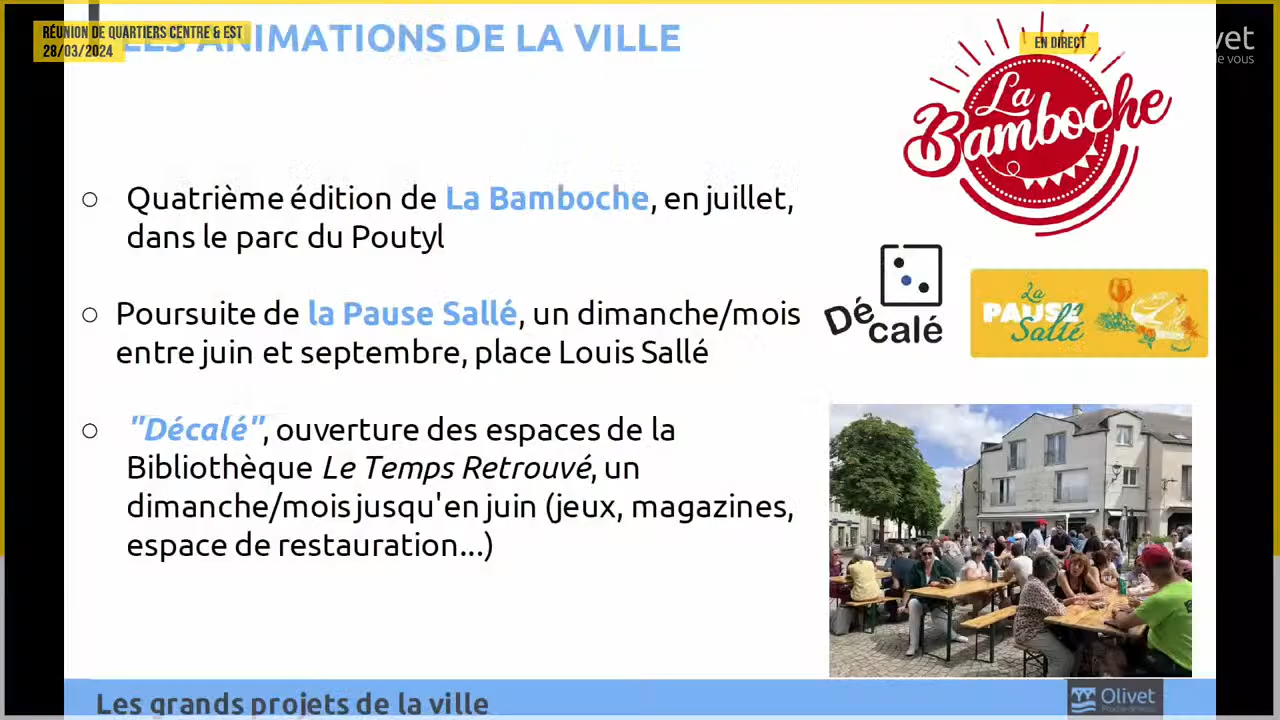 RÉUNION DE QUARTIERS CENTRE & EST
28/03/2024
LES ANIMATIONS DE LA VILLE
EN DIRECT
La
Bamboche
Quatrième édition de La Bamboche, en juillet,
dans le parc du Poutyl
Poursuite de la Pause Sallé, un dimanche/mois
entre juin et septembre, place Louis Sallé
Décalé
La
PAUSE
Sallé
"Décalé", ouverture des espaces de la
Bibliothèque Le Temps Retrouvé, un
dimanche/mois jusqu'en juin (jeux, magazines,
espace de restauration...)
Les grands projets de la ville
Olivet